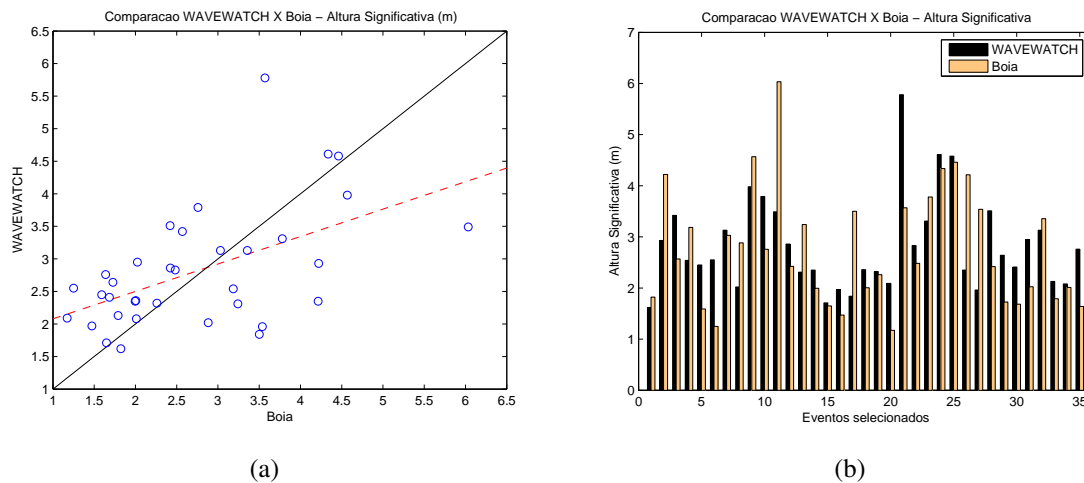 Comparacao WAVEWATCH X Boia − Altura Significativa (m)
6.5
6
5.5
5
4.5
4
3.5
3
2.5
2
1.5
1
WAVEWATCH
1 1.5 2 2.5 3 3.5 4 4.5 5 5.5 6 6.5
Boia
(a)
Comparacao WAVEWATCH X Boia − Altura Significativa
WAVEWATCH
Boia
7
6
5
4
3
2
1
0
Altura Significativa (m)
0 5 10 15 20 25 30 35
Eventos selecionados
(b)